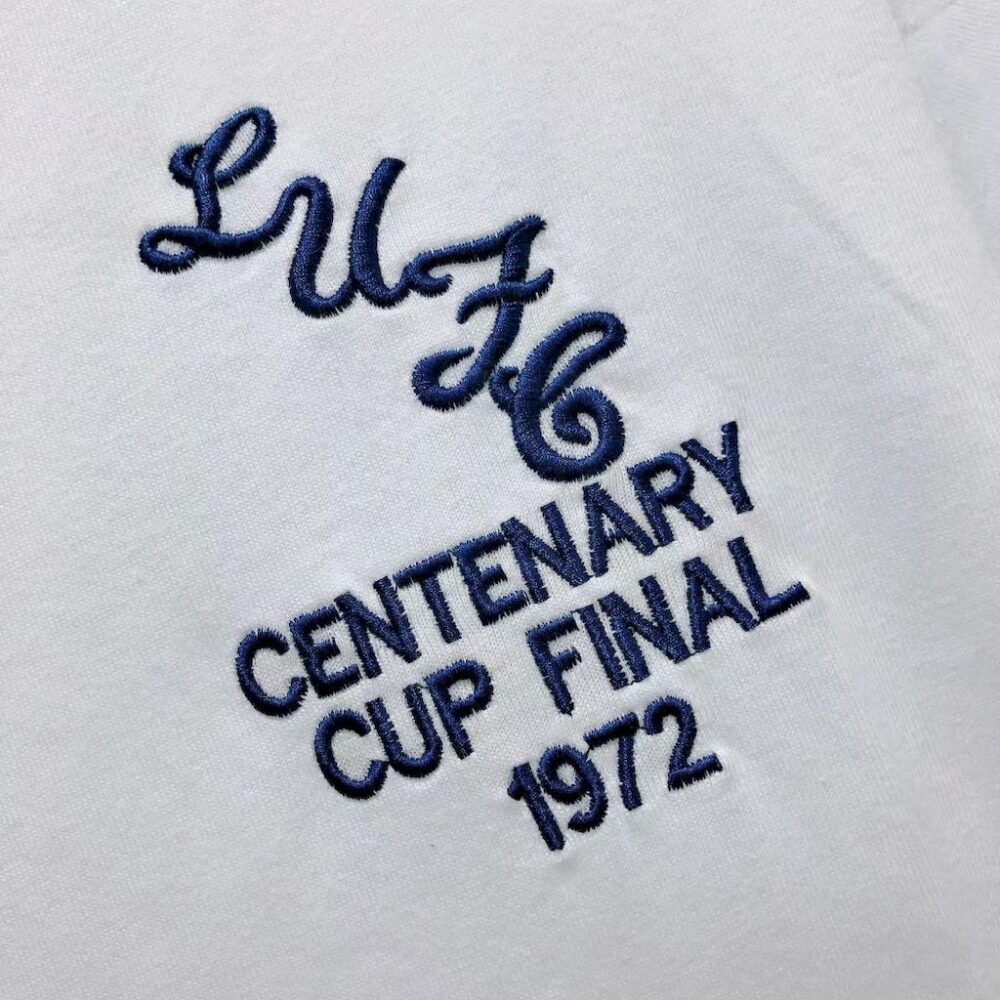 LUFC
CENTENARY
CUP FINAL
1972